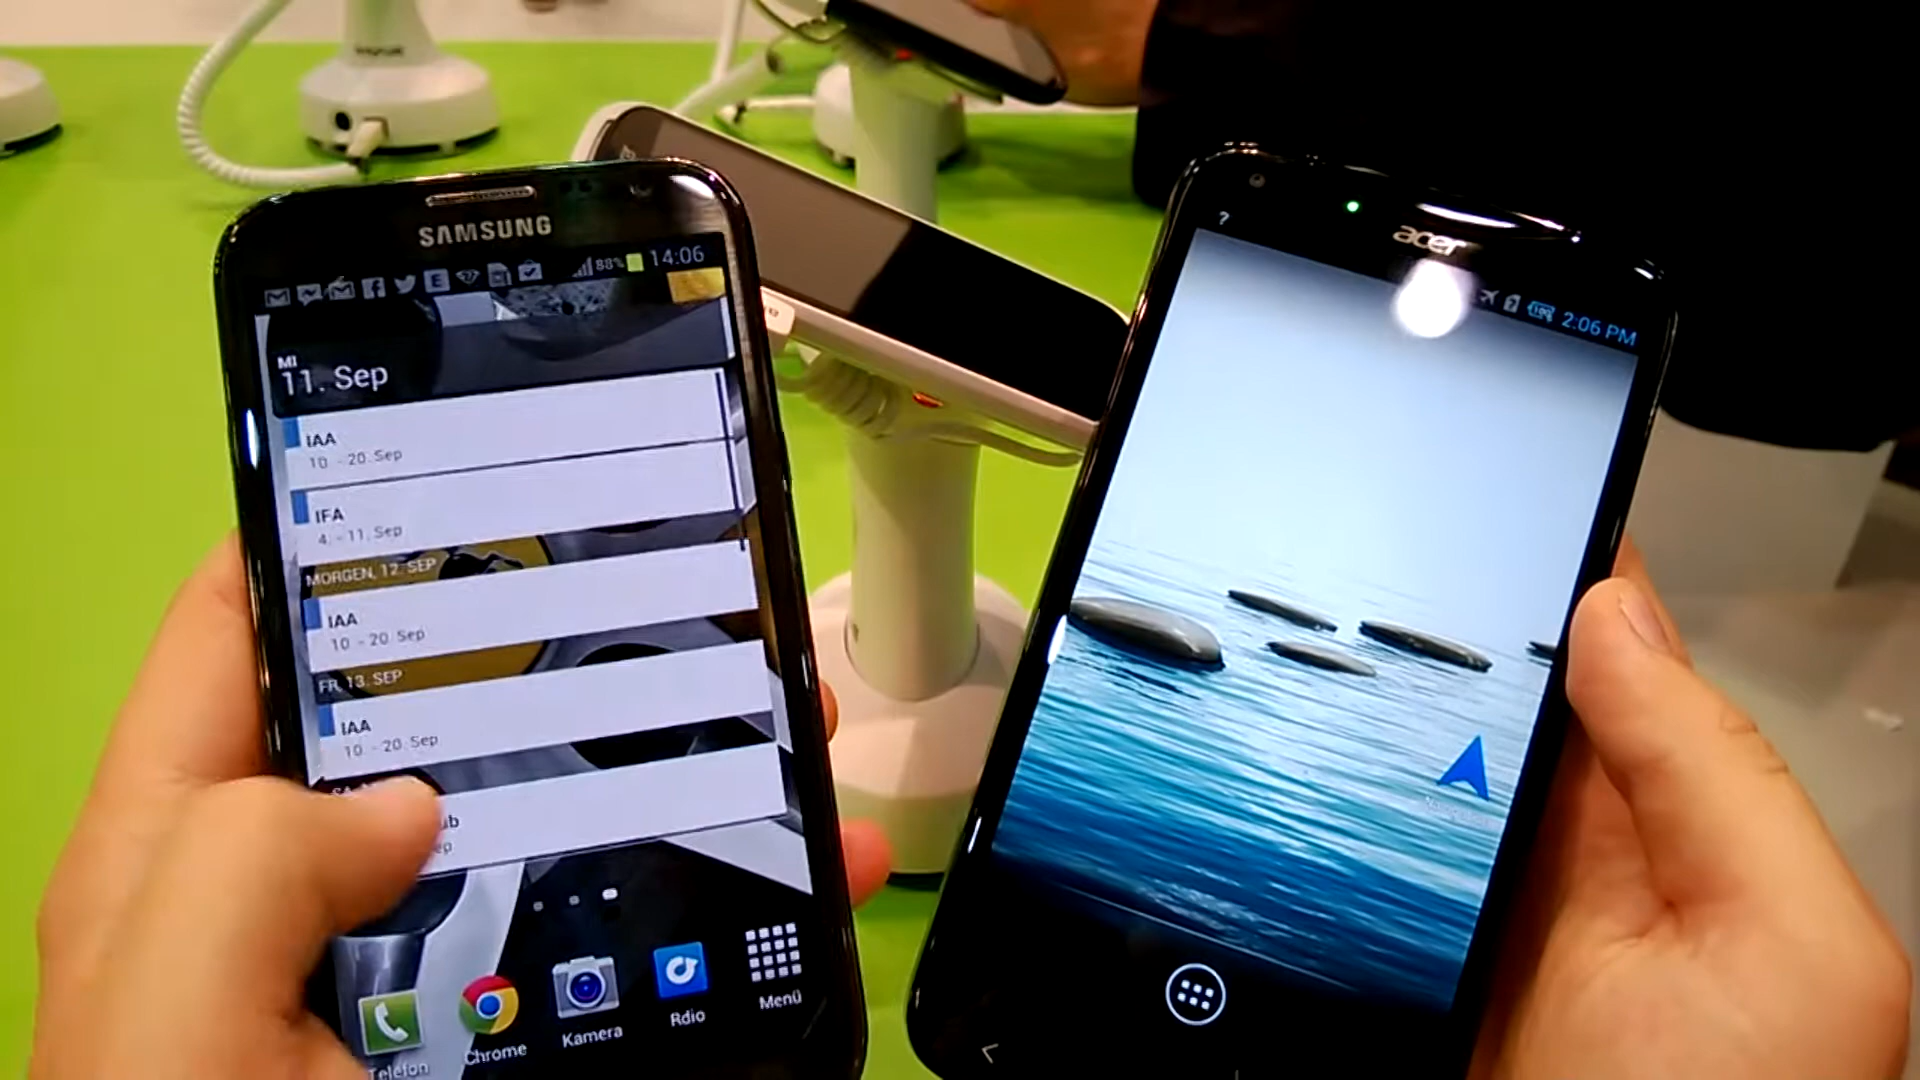 SAMSUNG
88% 14:06
MI
11. Sep
IAA
10. - 20. Sep
IFA
4. - 11. Sep
MORGEN, 12. SEP
IAA
10. - 20. Sep
FR, 13. SEP
IAA
10. - 20. Sep
Telefon
Chrome
Kamera
Rdio
Menü
?
acer
2:06 PM